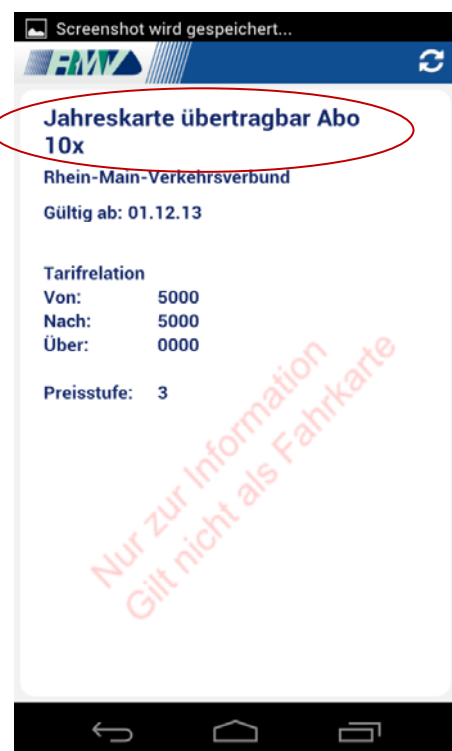 Screenshot wird gespeichert...
RMV
Jahreskarte übertragbar Abo
10x
Rhein-Main-Verkehrsverbund
Gültig ab: 01.12.13
Tarifrelation
Von: 5000
Nach: 5000
Über: 0000
Preisstufe: 3
Nur zur Information
Gilt nicht als Fahrkarte